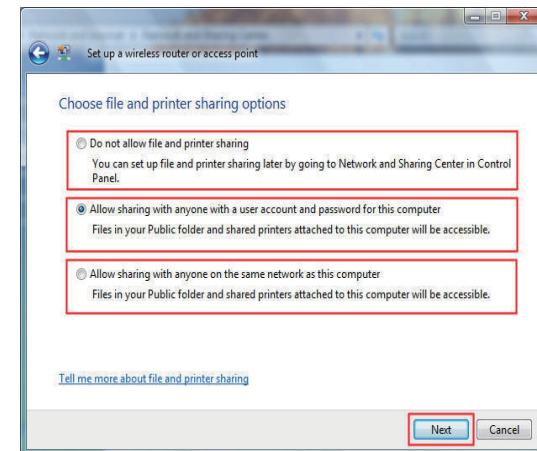 Set up a wireless router or access point
Choose file and printer sharing options
Do not allow file and printer sharing
You can set up file and printer sharing later by going to Network and Sharing Center in Control
Panel.
Allow sharing with anyone with a user account and password for this computer
Files in your Public folder and shared printers attached to this computer will be accessible.
Allow sharing with anyone on the same network as this computer
Files in your Public folder and shared printers attached to this computer will be accessible.
Tell me more about file and printer sharing
Next Cancel